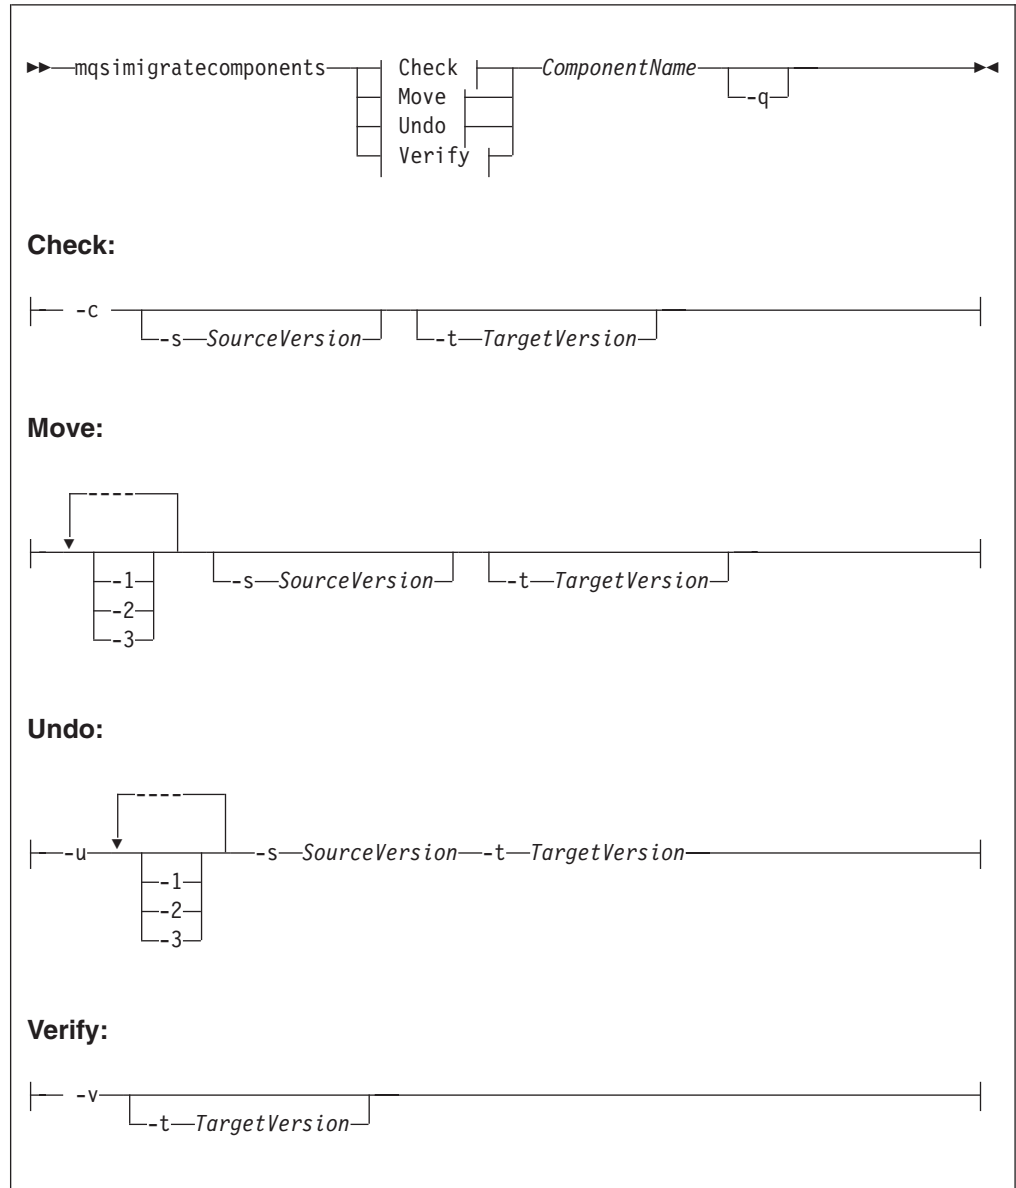 mqsimigratecomponents Check ComponentName
Move -q
Undo
Verify
Check:
-c
-s SourceVersion -t TargetVersion
Move:
----
-1 -s SourceVersion -t TargetVersion
-2
-3
Undo:
----
-u -s SourceVersion -t TargetVersion
-1
-2
-3
Verify:
-v
-t TargetVersion